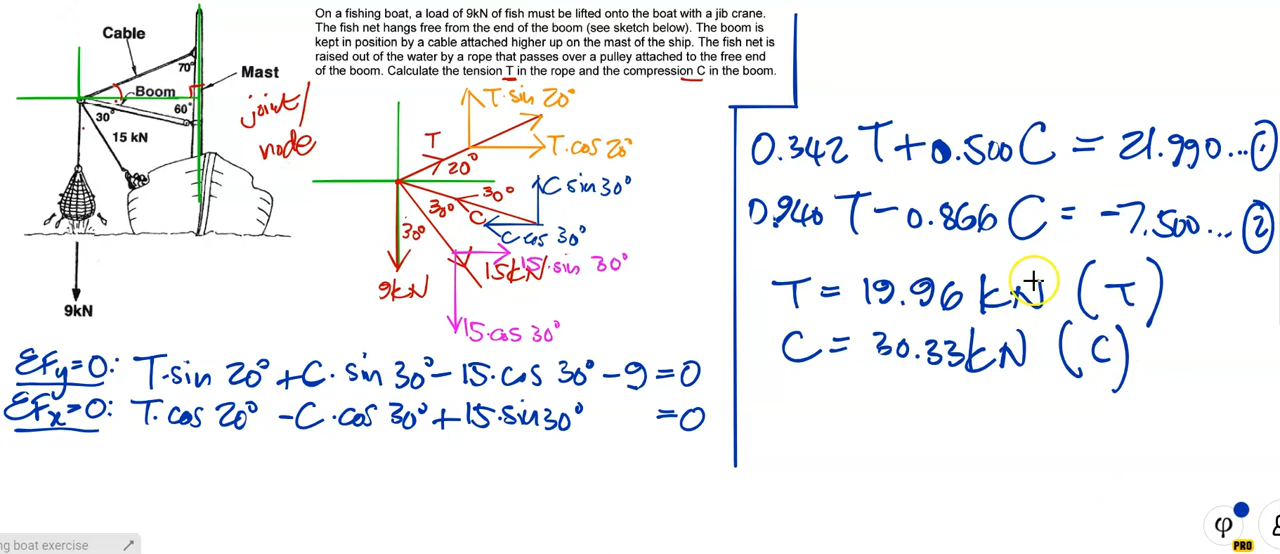 On a fishing boat, a load of 9kN of fish must be lifted onto the boat with a jib crane.
The fish net hangs free from the end of the boom (see sketch below). The boom is
kept in position by a cable attached higher up on the mast of the ship. The fish net is
raised out of the water by a rope that passes over a pulley attached to the free end
of the boom. Calculate the tension T in the rope and the compression C in the boom.
Cable
70°
Mast
Boom
30°
60°
15 kN
9kN
joint/
node
T
T·sin 20°
T·cos 20°
20°
30°
C sin 30°
30°
C
C cos 30°
30°
15kN
15·sin 30°
9kN
15·cos 30°
ΣFy=0: T·sin 20° + C·sin 30° - 15·cos 30° - 9 = 0
ΣFx=0: T·cos 20° - C·cos 30° + 15·sin 30° = 0
0.342 T + 0.500 C = 21.990 ... ①
0.940 T - 0.866 C = -7.500 ... ②
T = 19.96 kN (T)
C = 30.33 kN (C)
ng boat exercise
φ
PRO